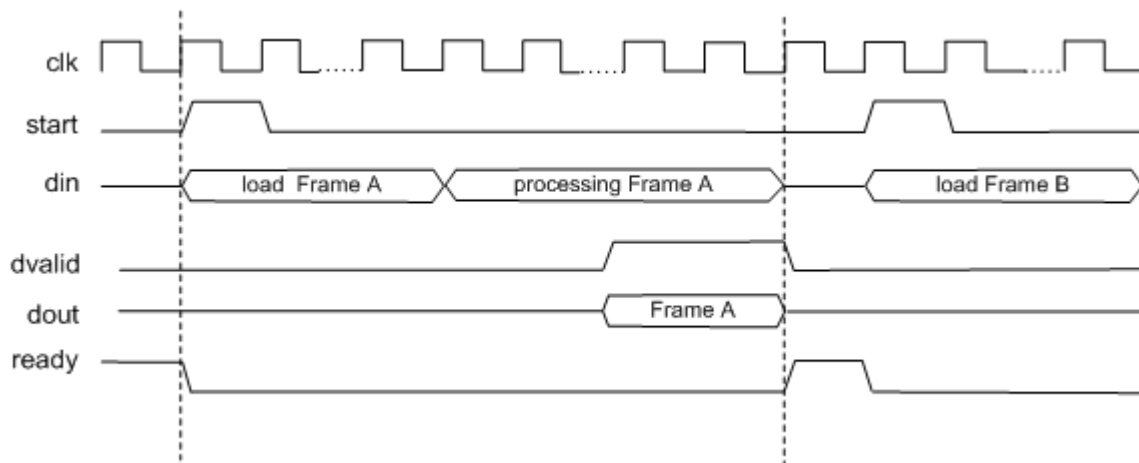 clk
start
din
load Frame A
processing Frame A
load Frame B
dvalid
dout
Frame A
ready